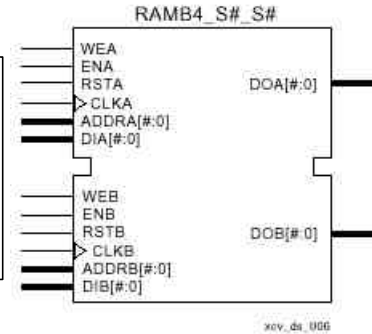 RAMB4_S#_S#
WEA
ENA
RSTA
DOA[#:0]
CLKA
ADDRA[#:0]
DIA[#:0]
WEB
ENB
RSTB
DOB[#:0]
CLKB
ADDRB[#:0]
DIB[#:0]
xcv_ds_006